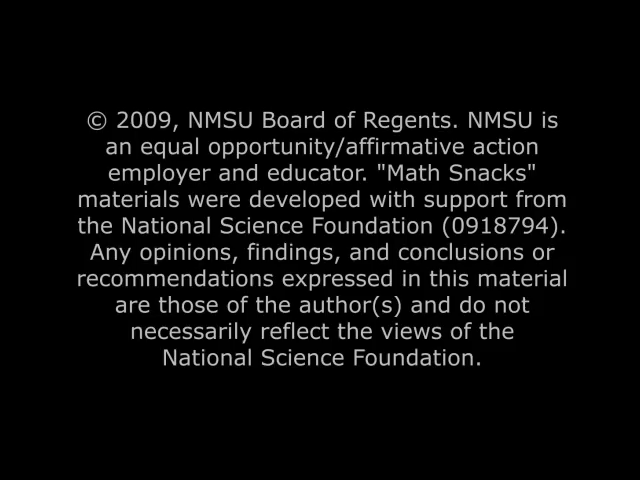 © 2009, NMSU Board of Regents. NMSU is
an equal opportunity/affirmative action
employer and educator. "Math Snacks"
materials were developed with support from
the National Science Foundation (0918794).
Any opinions, findings, and conclusions or
recommendations expressed in this material
are those of the author(s) and do not
necessarily reflect the views of the
National Science Foundation.